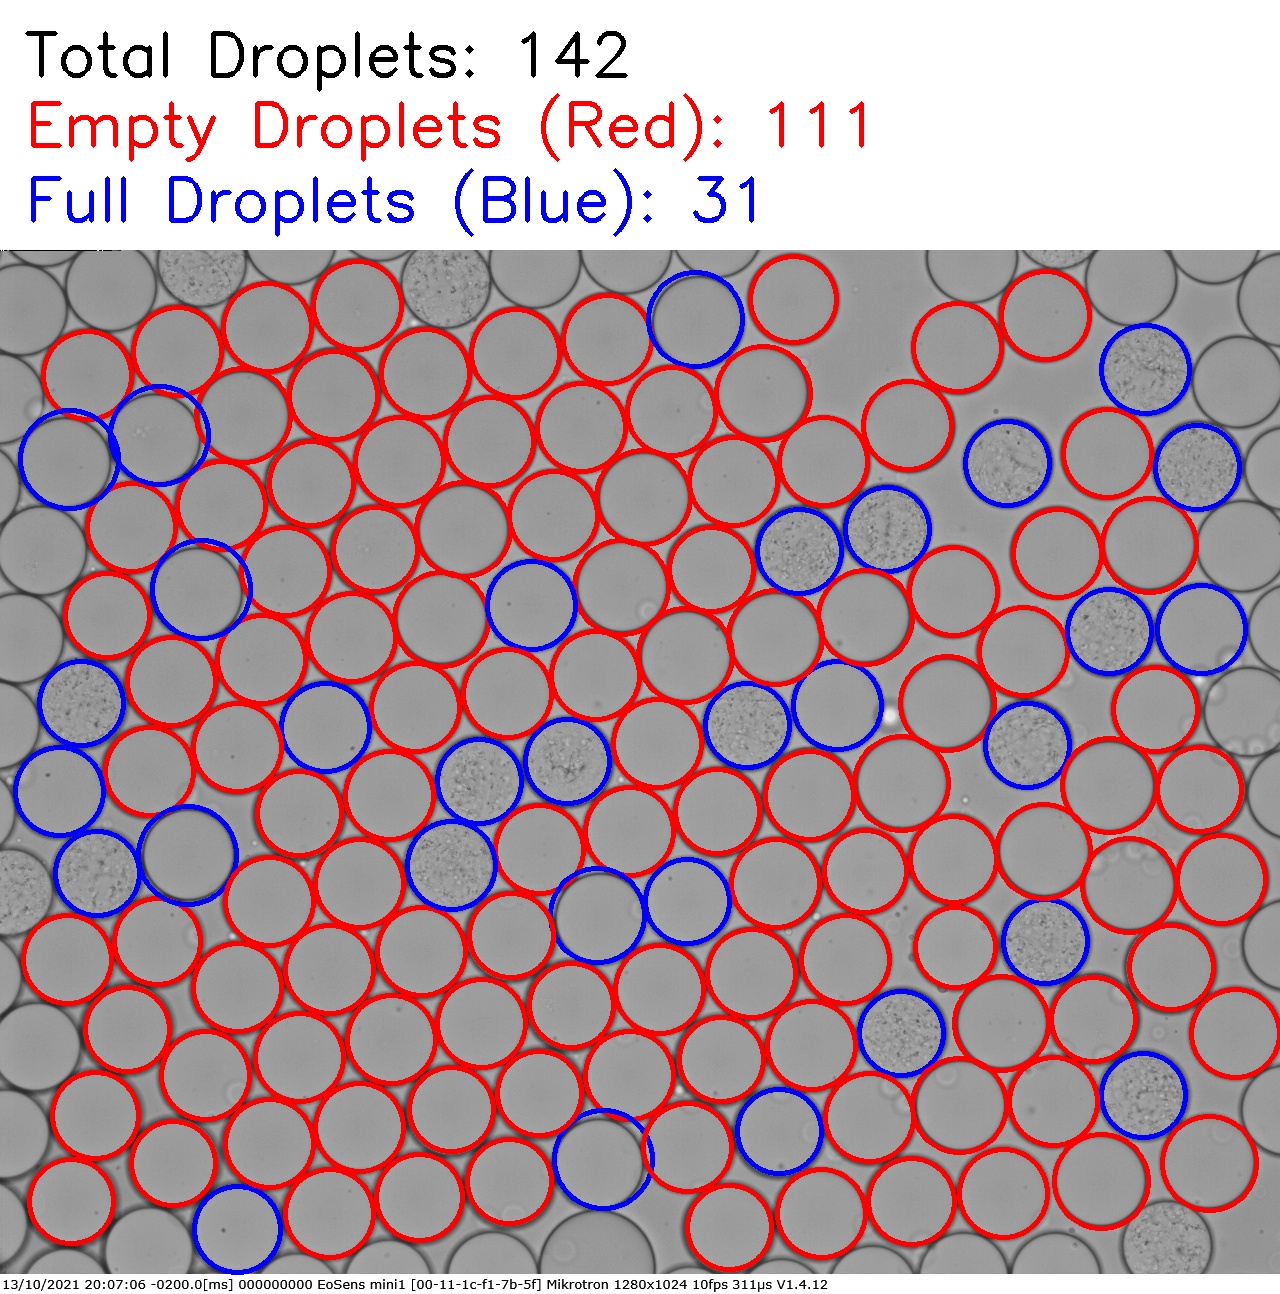 Total Droplets: 142
Empty Droplets (Red): 111
Full Droplets (Blue): 31
13/10/2021 20:07:06 -0200.0[ms] 000000000 EoSens mini1 [00-11-1c-f1-7b-5f] Mikrotron 1280x1024 10fps 311µs V1.4.12